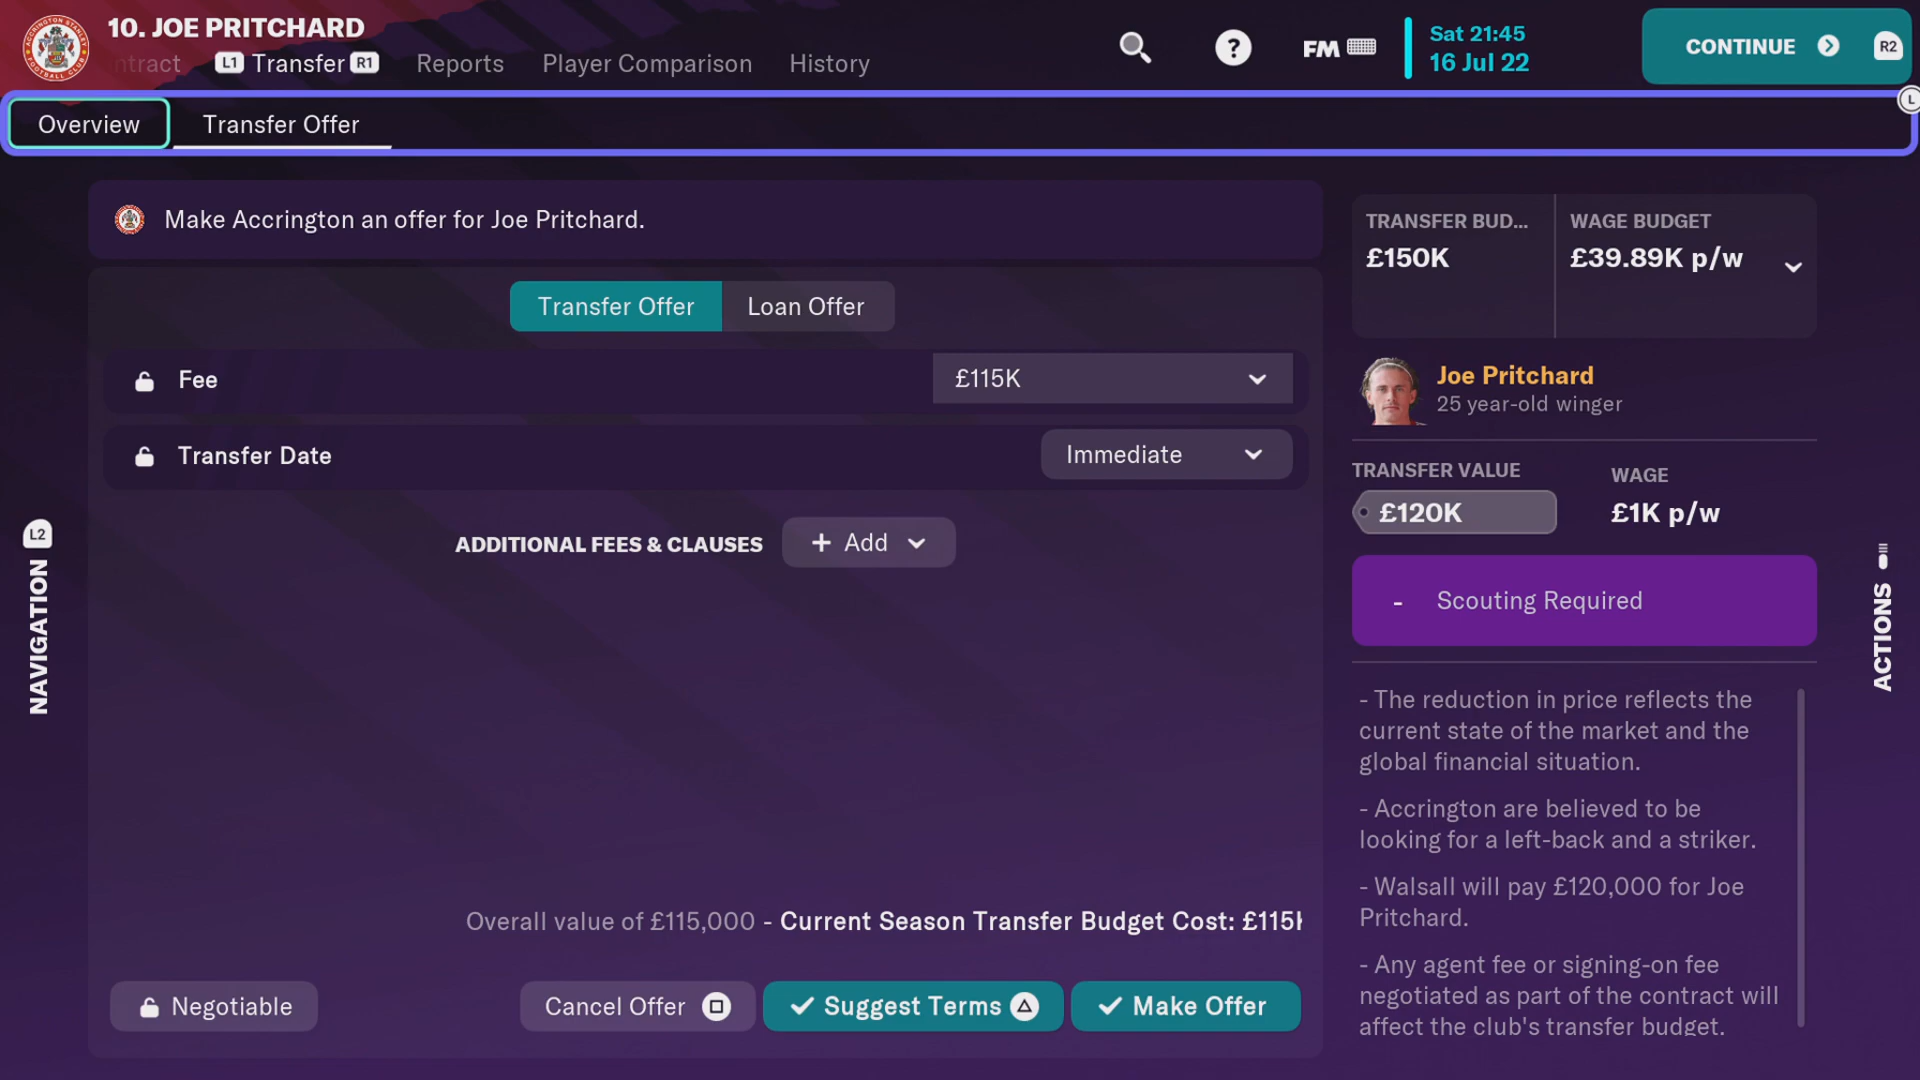 10. JOE PRITCHARD
ntract
L1 Transfer R1
Reports
Player Comparison
History
?
FM
Sat 21:45
16 Jul 22
CONTINUE
R2
L
Overview
Transfer Offer
Make Accrington an offer for Joe Pritchard.
Transfer Offer
Loan Offer
Fee
£115K
Transfer Date
Immediate
ADDITIONAL FEES & CLAUSES
+ Add
Overall value of £115,000 - Current Season Transfer Budget Cost: £115K
Negotiable
Cancel Offer
Suggest Terms
Make Offer
L2
NAVIGATION
TRANSFER BUD...
£150K
WAGE BUDGET
£39.89K p/w
Joe Pritchard
25 year-old winger
TRANSFER VALUE
£120K
WAGE
£1K p/w
- Scouting Required
- The reduction in price reflects the
current state of the market and the
global financial situation.
- Accrington are believed to be
looking for a left-back and a striker.
- Walsall will pay £120,000 for Joe
Pritchard.
- Any agent fee or signing-on fee
negotiated as part of the contract will
affect the club's transfer budget.
ACTIONS